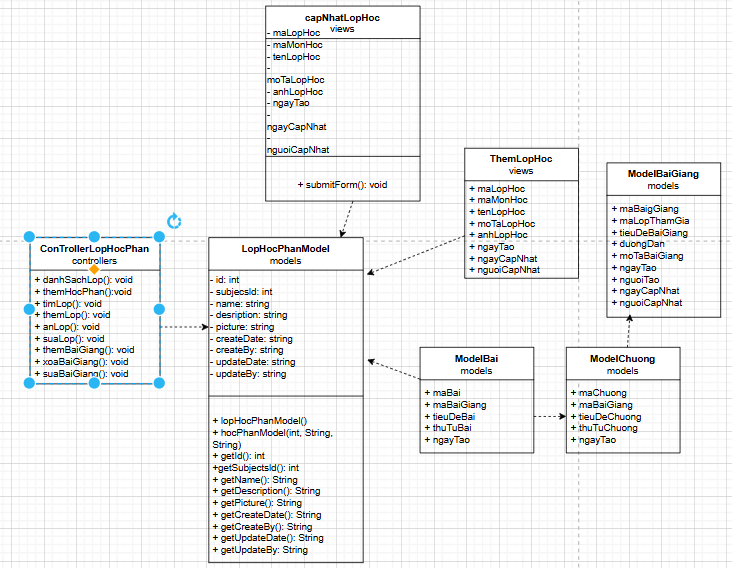 capNhatLopHoc
views
- maLopHoc
- maMonHoc
- tenLopHoc
-
moTaLopHoc
- anhLopHoc
- ngayTao
-
ngayCapNhat
-
nguoiCapNhat
+ submitForm(): void
ThemLopHoc
views
+ maLopHoc
+ maMonHoc
+ tenLopHoc
+ moTaLopHoc
+ anhLopHoc
+ ngayTao
+ ngayCapNhat
+ nguoiCapNhat
ModelBaiGiang
models
+ maBaigGiang
+ maLopThamGia
+ tieuDeBaiGiang
+ duongDan
+ moTaBaiGiang
+ ngayTao
+ nguoiTao
+ ngayCapNhat
+ nguoiCapNhat
ConTrollerLopHocPhan
controllers
+ danhSachLop(): void
+ themHocPhan():void
+ timLop(): void
+ themLop(): void
+ anLop(): void
+ suaLop(): void
+ themBaiGiang(): void
+ xoaBaiGiang(): void
+ suaBaiGiang(): void
LopHocPhanModel
models
- id: int
- subjecsId: int
- name: string
- desription: string
- picture: string
- createDate: string
- createBy: string
- updateDate: string
- updateBy: string
+ lopHocPhanModel()
+ hocPhanModel(int, String,
String)
+ getId(): int
+getSubjectsId(): int
+ getName(): String
+ getDescription(): String
+ getPicture(): String
+ getCreateDate(): String
+ getCreateBy(): String
+ getUpdateDate(): String
+ getUpdateBy: String
ModelBai
models
+ maBai
+ maBaiGiang
+ tieuDeBai
+ thuTuBai
+ ngayTao
ModelChuong
models
+ maChuong
+ maBaiGiang
+ tieuDeChuong
+ thuTuChuong
+ ngayTao